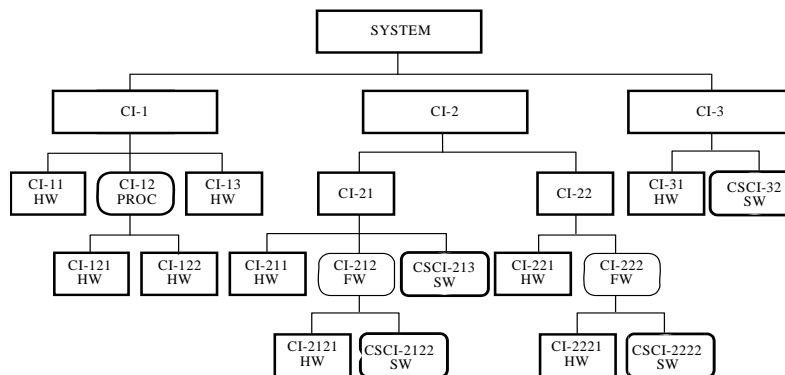 SYSTEM
CI-1
CI-2
CI-3
CI-11
HW
CI-12
PROC
CI-13
HW
CI-21
CI-22
CI-31
HW
CSCI-32
SW
CI-121
HW
CI-122
HW
CI-211
HW
CI-212
FW
CSCI-213
SW
CI-221
HW
CI-222
FW
CI-2121
HW
CSCI-2122
SW
CI-2221
HW
CSCI-2222
SW